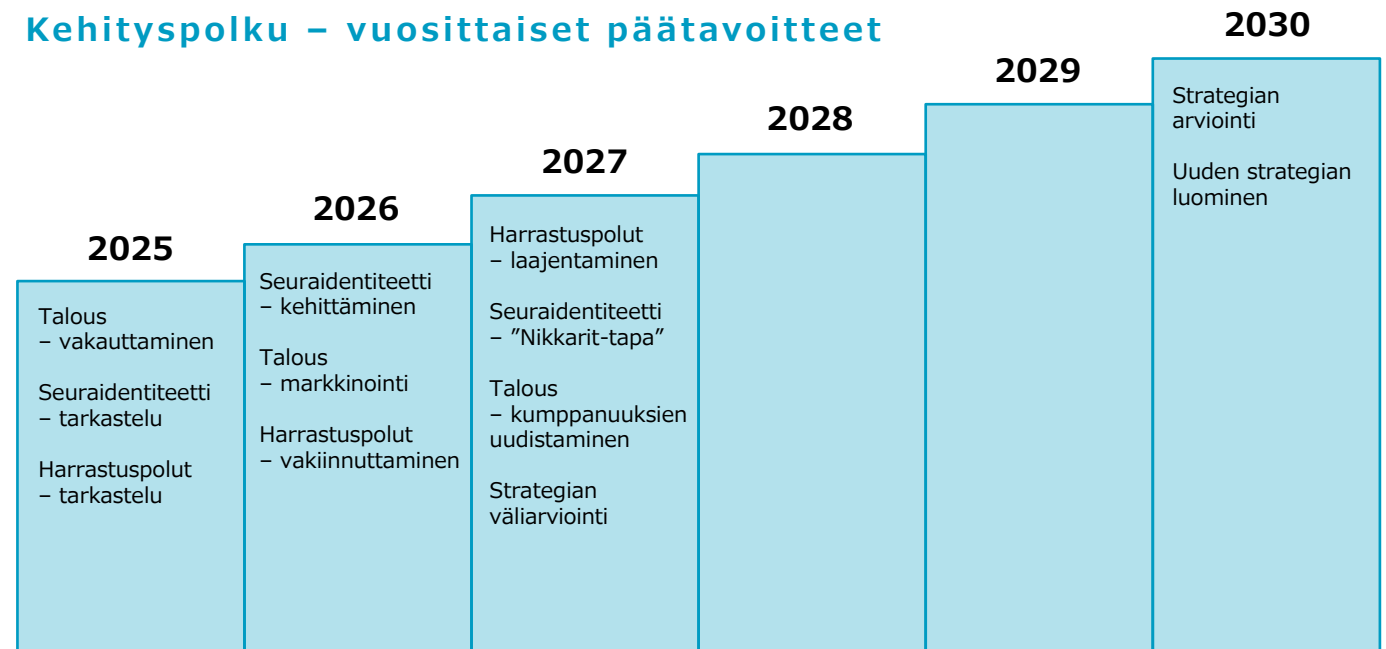 Kehityspolku – vuosittaiset päätavoitteet
2025
Talous
– vakauttaminen
Seuraidentiteetti
– tarkastelu
Harrastuspolut
– tarkastelu
2026
Seuraidentiteetti
– kehittäminen
Talous
– markkinointi
Harrastuspolut
– vakiinnuttaminen
2027
Harrastuspolut
– laajentaminen
Seuraidentiteetti
– ”Nikkarit-tapa”
Talous
– kumppanuuksien
uudistaminen
Strategian
väliarviointi
2028
2029
2030
Strategian
arviointi
Uuden strategian
luominen